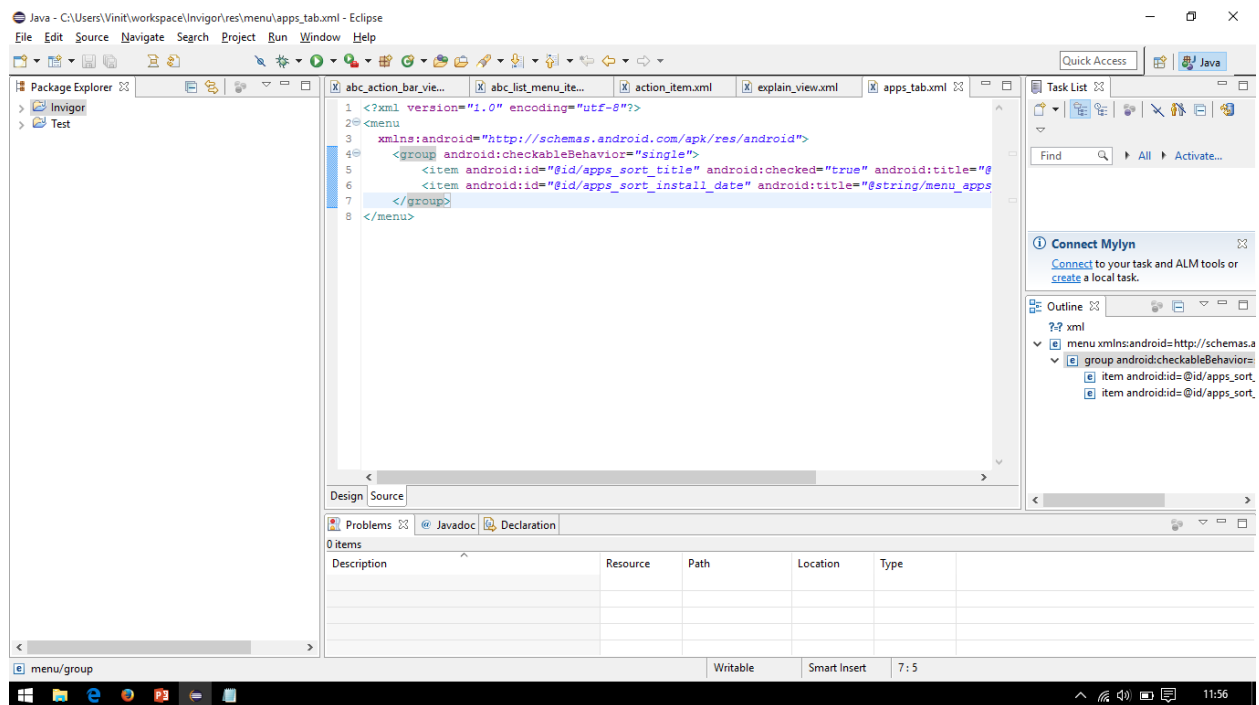 Java - C:\Users\Vinit\workspace\Invigor\res\menu\apps_tab.xml - Eclipse
File Edit Source Navigate Search Project Run Window Help
Quick Access
Java
Package Explorer
Invigor
Test
abc_action_bar_vie...
abc_list_menu_ite...
action_item.xml
explain_view.xml
apps_tab.xml
1 <?xml version="1.0" encoding="utf-8"?>
2 <menu
3 xmlns:android="http://schemas.android.com/apk/res/android">
4 <group android:checkableBehavior="single">
5 <item android:id="@id/apps_sort_title" android:checked="true" android:title="@
6 <item android:id="@id/apps_sort_install_date" android:title="@string/menu_apps
7 </group>
8 </menu>
Design Source
Task List
Find
All
Activate...
Connect Mylyn
Connect to your task and ALM tools or
create a local task.
Outline
?=? xml
e menu xmlns:android=http://schemas.a
e group android:checkableBehavior=
e item android:id=@id/apps_sort_
e item android:id=@id/apps_sort_
Problems @ Javadoc Declaration
0 items
Description Resource Path Location Type
e menu/group
Writable
Smart Insert
7 : 5
11:56